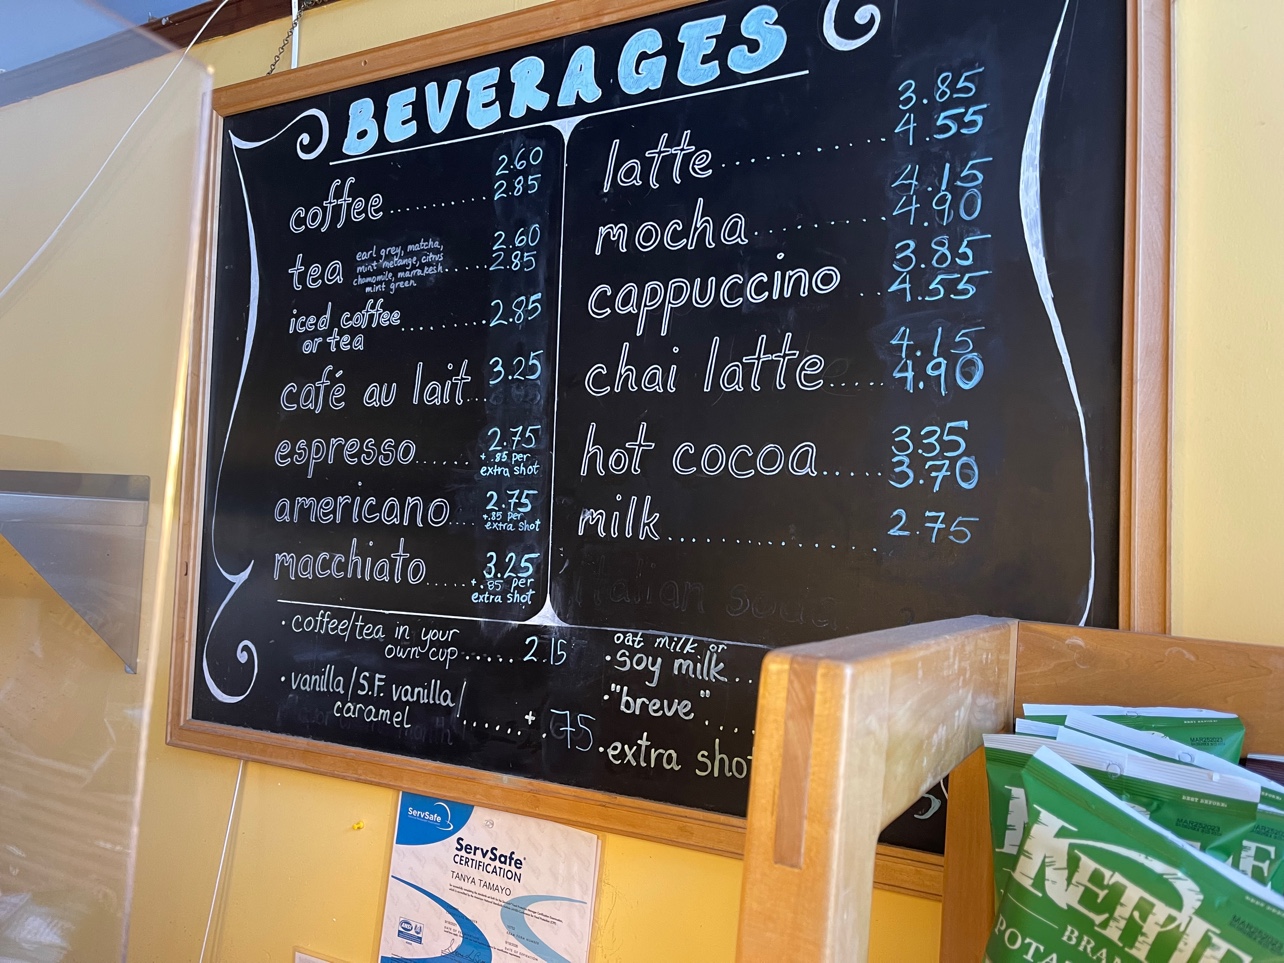 BEVERAGES
2.60
coffee..........2.85
2.60
tea earl grey, matcha,
mint melange, citrus
chamomile, marrakesh......2.85
mint green
iced coffee
or tea.........2.85
café au lait...3.25
espresso......2.75
+.85 per
extra shot
americano....2.75
+.85 per
extra shot
macchiato......3.25
+.85 per
extra shot
3.85
latte............4.55
4.15
mocha.........4.90
3.85
cappuccino...4.55
4.15
chai latte.....4.90
3.35
hot cocoa.....3.70
milk.............2.75
Italian soda
·coffee/tea in your
own cup.....2.15
·vanilla/S.F. vanilla/
caramel.....+.75
oat milk or
·soy milk..
·"breve"....
·extra sho
ServSafe
ServSafe®
CERTIFICATION
TANYA TAMAYO
KETTLE
BRAN
POTA